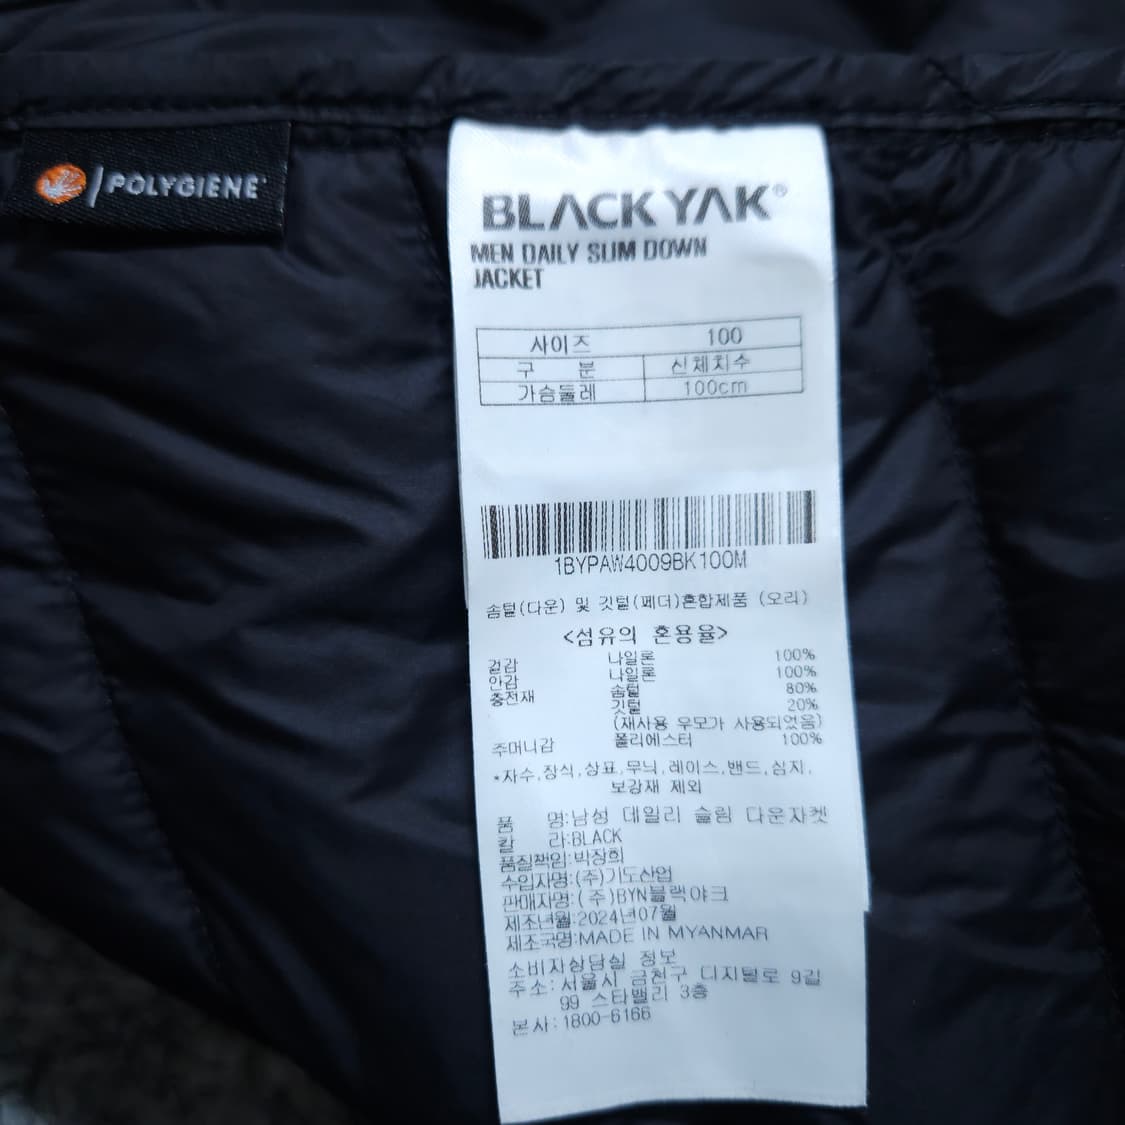 POLYGIENE
BLACK YAK®
MEN DAILY SLIM DOWN
JACKET
사이즈 100
구 분 신체치수
가슴둘레 100cm
1BYPAW4009BK100M
솜털(다운) 및 깃털(페더)혼합제품 (오리)
<섬유의 혼용율>
겉감 나일론 100%
안감 나일론 100%
충전재 솜털 80%
깃털 20%
(재사용 우모가 사용되었음)
주머니감 폴리에스터 100%
*자수,장식,상표,무늬,레이스,밴드,심지,
보강재 제외
품 명:남성 데일리 슬림 다운자켓
칼 라:BLACK
품질책임:박장희
수입자명:(주)기도산업
판매자명:(주)BYN블랙야크
제조년월:2024년07월
제조국명:MADE IN MYANMAR
소비자상담실 정보
주소:서울시 금천구 디지털로 9길
99 스타밸리 3층
본사:1800-6166